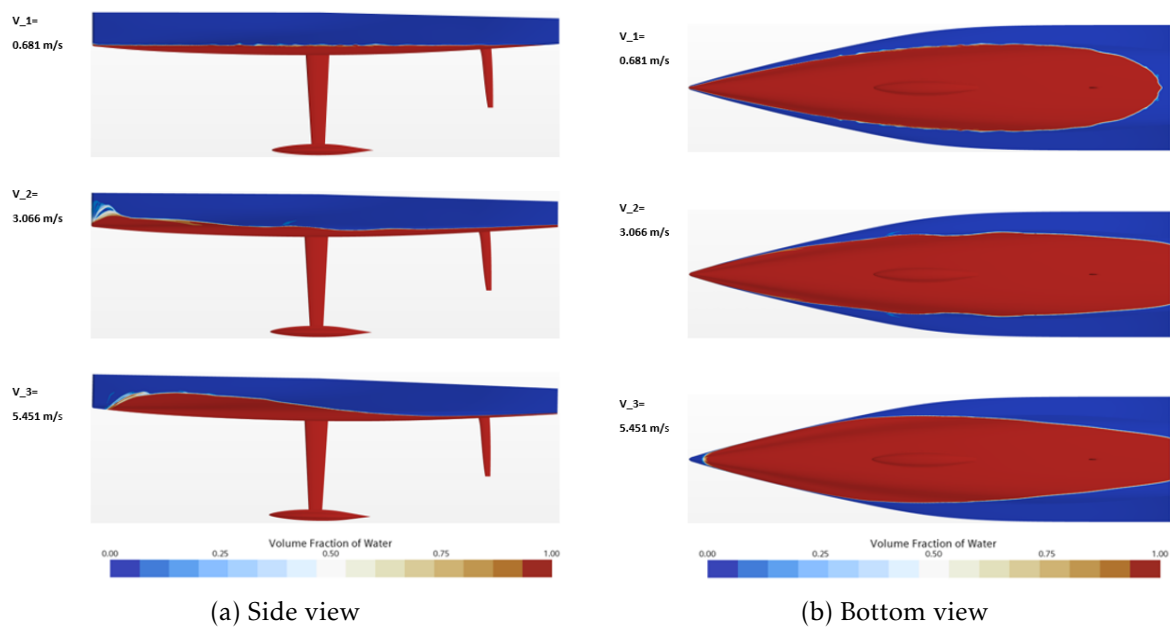 V_1=
0.681 m/s
V_2=
3.066 m/s
V_3=
5.451 m/s
Volume Fraction of Water
0.00 0.25 0.50 0.75 1.00
(a) Side view
V_1=
0.681 m/s
V_2=
3.066 m/s
V_3=
5.451 m/s
Volume Fraction of Water
0.00 0.25 0.50 0.75 1.00
(b) Bottom view